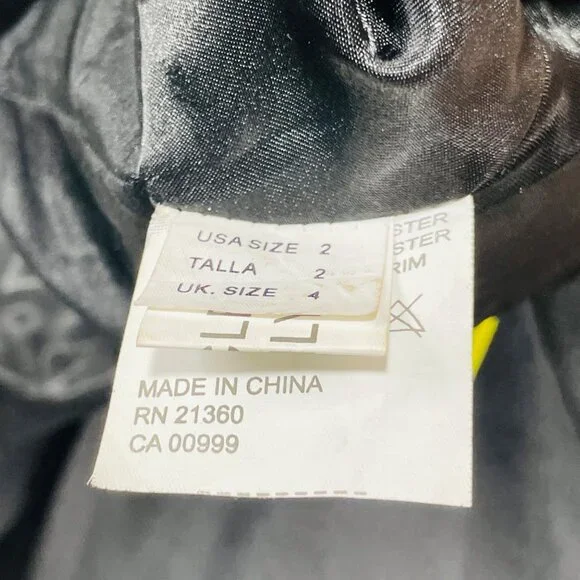 USA SIZE 2
TALLA 2
UK. SIZE 4
MADE IN CHINA
RN 21360
CA 00999